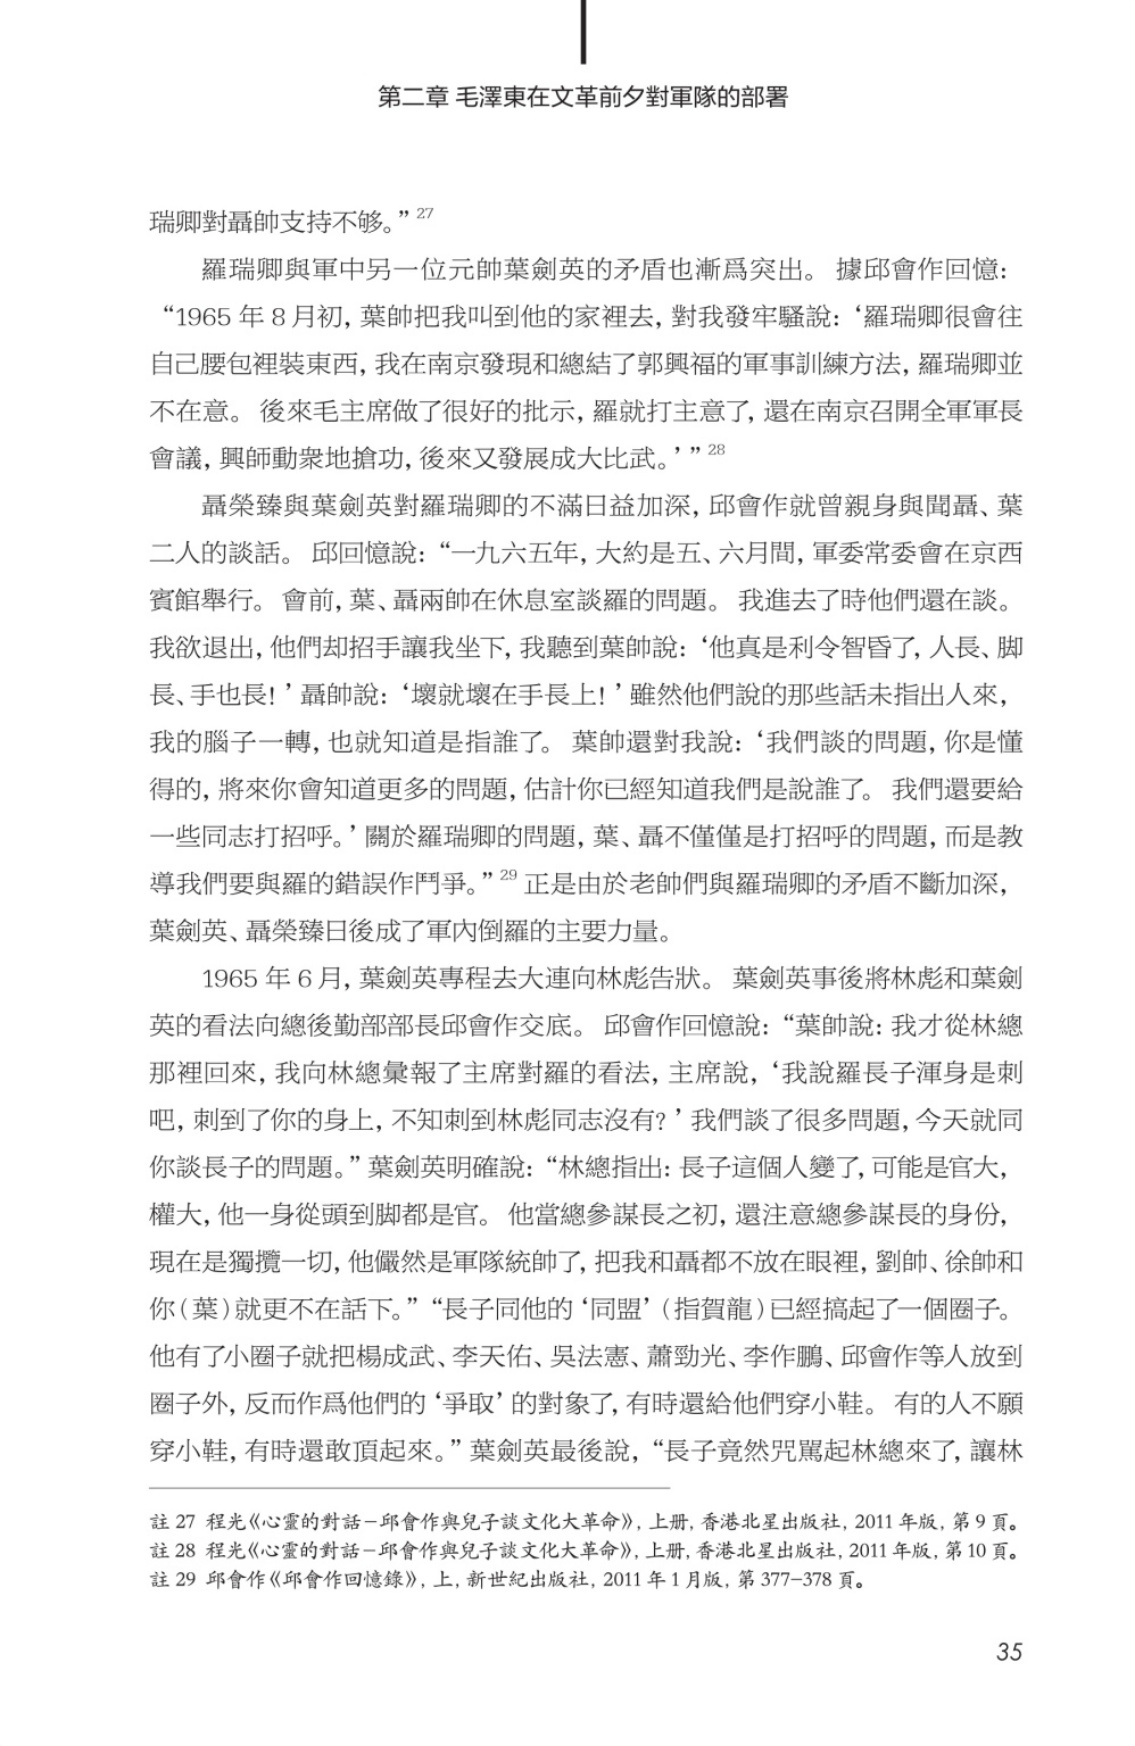 第二章 毛澤東在文革前夕對軍隊的部署
瑞卿對聶帥支持不够。”27
羅瑞卿與軍中另一位元帥葉劍英的矛盾也漸爲突出。據邱會作回憶：
“1965 年 8 月初，葉帥把我叫到他的家裡去，對我發牢騷說：‘羅瑞卿很會往
自己腰包裡裝東西，我在南京發現和總結了郭興福的軍事訓練方法，羅瑞卿並
不在意。後來毛主席做了很好的批示，羅就打主意了，還在南京召開全軍軍長
會議，興師動衆地搶功，後來又發展成大比武。’”28
聶榮臻與葉劍英對羅瑞卿的不滿日益加深，邱會作就曾親身與聞聶、葉
二人的談話。邱回憶說：“一九六五年，大約是五、六月間，軍委常委會在京西
賓館舉行。會前，葉、聶兩帥在休息室談羅的問題。我進去了時他們還在談。
我欲退出，他們却招手讓我坐下，我聽到葉帥說：‘他真是利令智昏了，人長、脚
長、手也長！’聶帥說：‘壞就壞在手長上！’雖然他們說的那些話未指出人來，
我的腦子一轉，也就知道是指誰了。葉帥還對我說：‘我們談的問題，你是懂
得的，將來你會知道更多的問題，估計你已經知道我們是說誰了。我們還要給
一些同志打招呼。’關於羅瑞卿的問題，葉、聶不僅僅是打招呼的問題，而是教
導我們要與羅的錯誤作鬥爭。”29 正是由於老帥們與羅瑞卿的矛盾不斷加深，
葉劍英、聶榮臻日後成了軍內倒羅的主要力量。
1965 年 6 月，葉劍英專程去大連向林彪告狀。葉劍英事後將林彪和葉劍
英的看法向總後勤部部長邱會作交底。邱會作回憶說：“葉帥說：我才從林總
那裡回來，我向林總彙報了主席對羅的看法，主席說，‘我說羅長子渾身是刺
吧，刺到了你的身上，不知刺到林彪同志沒有？’我們談了很多問題，今天就同
你談長子的問題。”葉劍英明確說：“林總指出：長子這個人變了，可能是官大，
權大，他一身從頭到脚都是官。他當總參謀長之初，還注意總參謀長的身份，
現在是獨攬一切，他儼然是軍隊統帥了，把我和聶都不放在眼裡，劉帥、徐帥和
你（葉）就更不在話下。”“長子同他的‘同盟’（指賀龍）已經搞起了一個圈子。
他有了小圈子就把楊成武、李天佑、吳法憲、蕭勁光、李作鵬、邱會作等人放到
圈子外，反而作爲他們的‘爭取’的對象了，有時還給他們穿小鞋。有的人不願
穿小鞋，有時還敢頂起來。”葉劍英最後說，“長子竟然咒駡起林總來了，讓林
註 27 程光《心靈的對話－邱會作與兒子談文化大革命》，上册，香港北星出版社，2011 年版，第 9 頁。
註 28 程光《心靈的對話－邱會作與兒子談文化大革命》，上册，香港北星出版社，2011 年版，第 10 頁。
註 29 邱會作《邱會作回憶錄》，上，新世紀出版社，2011 年 1 月版，第 377–378 頁。
35